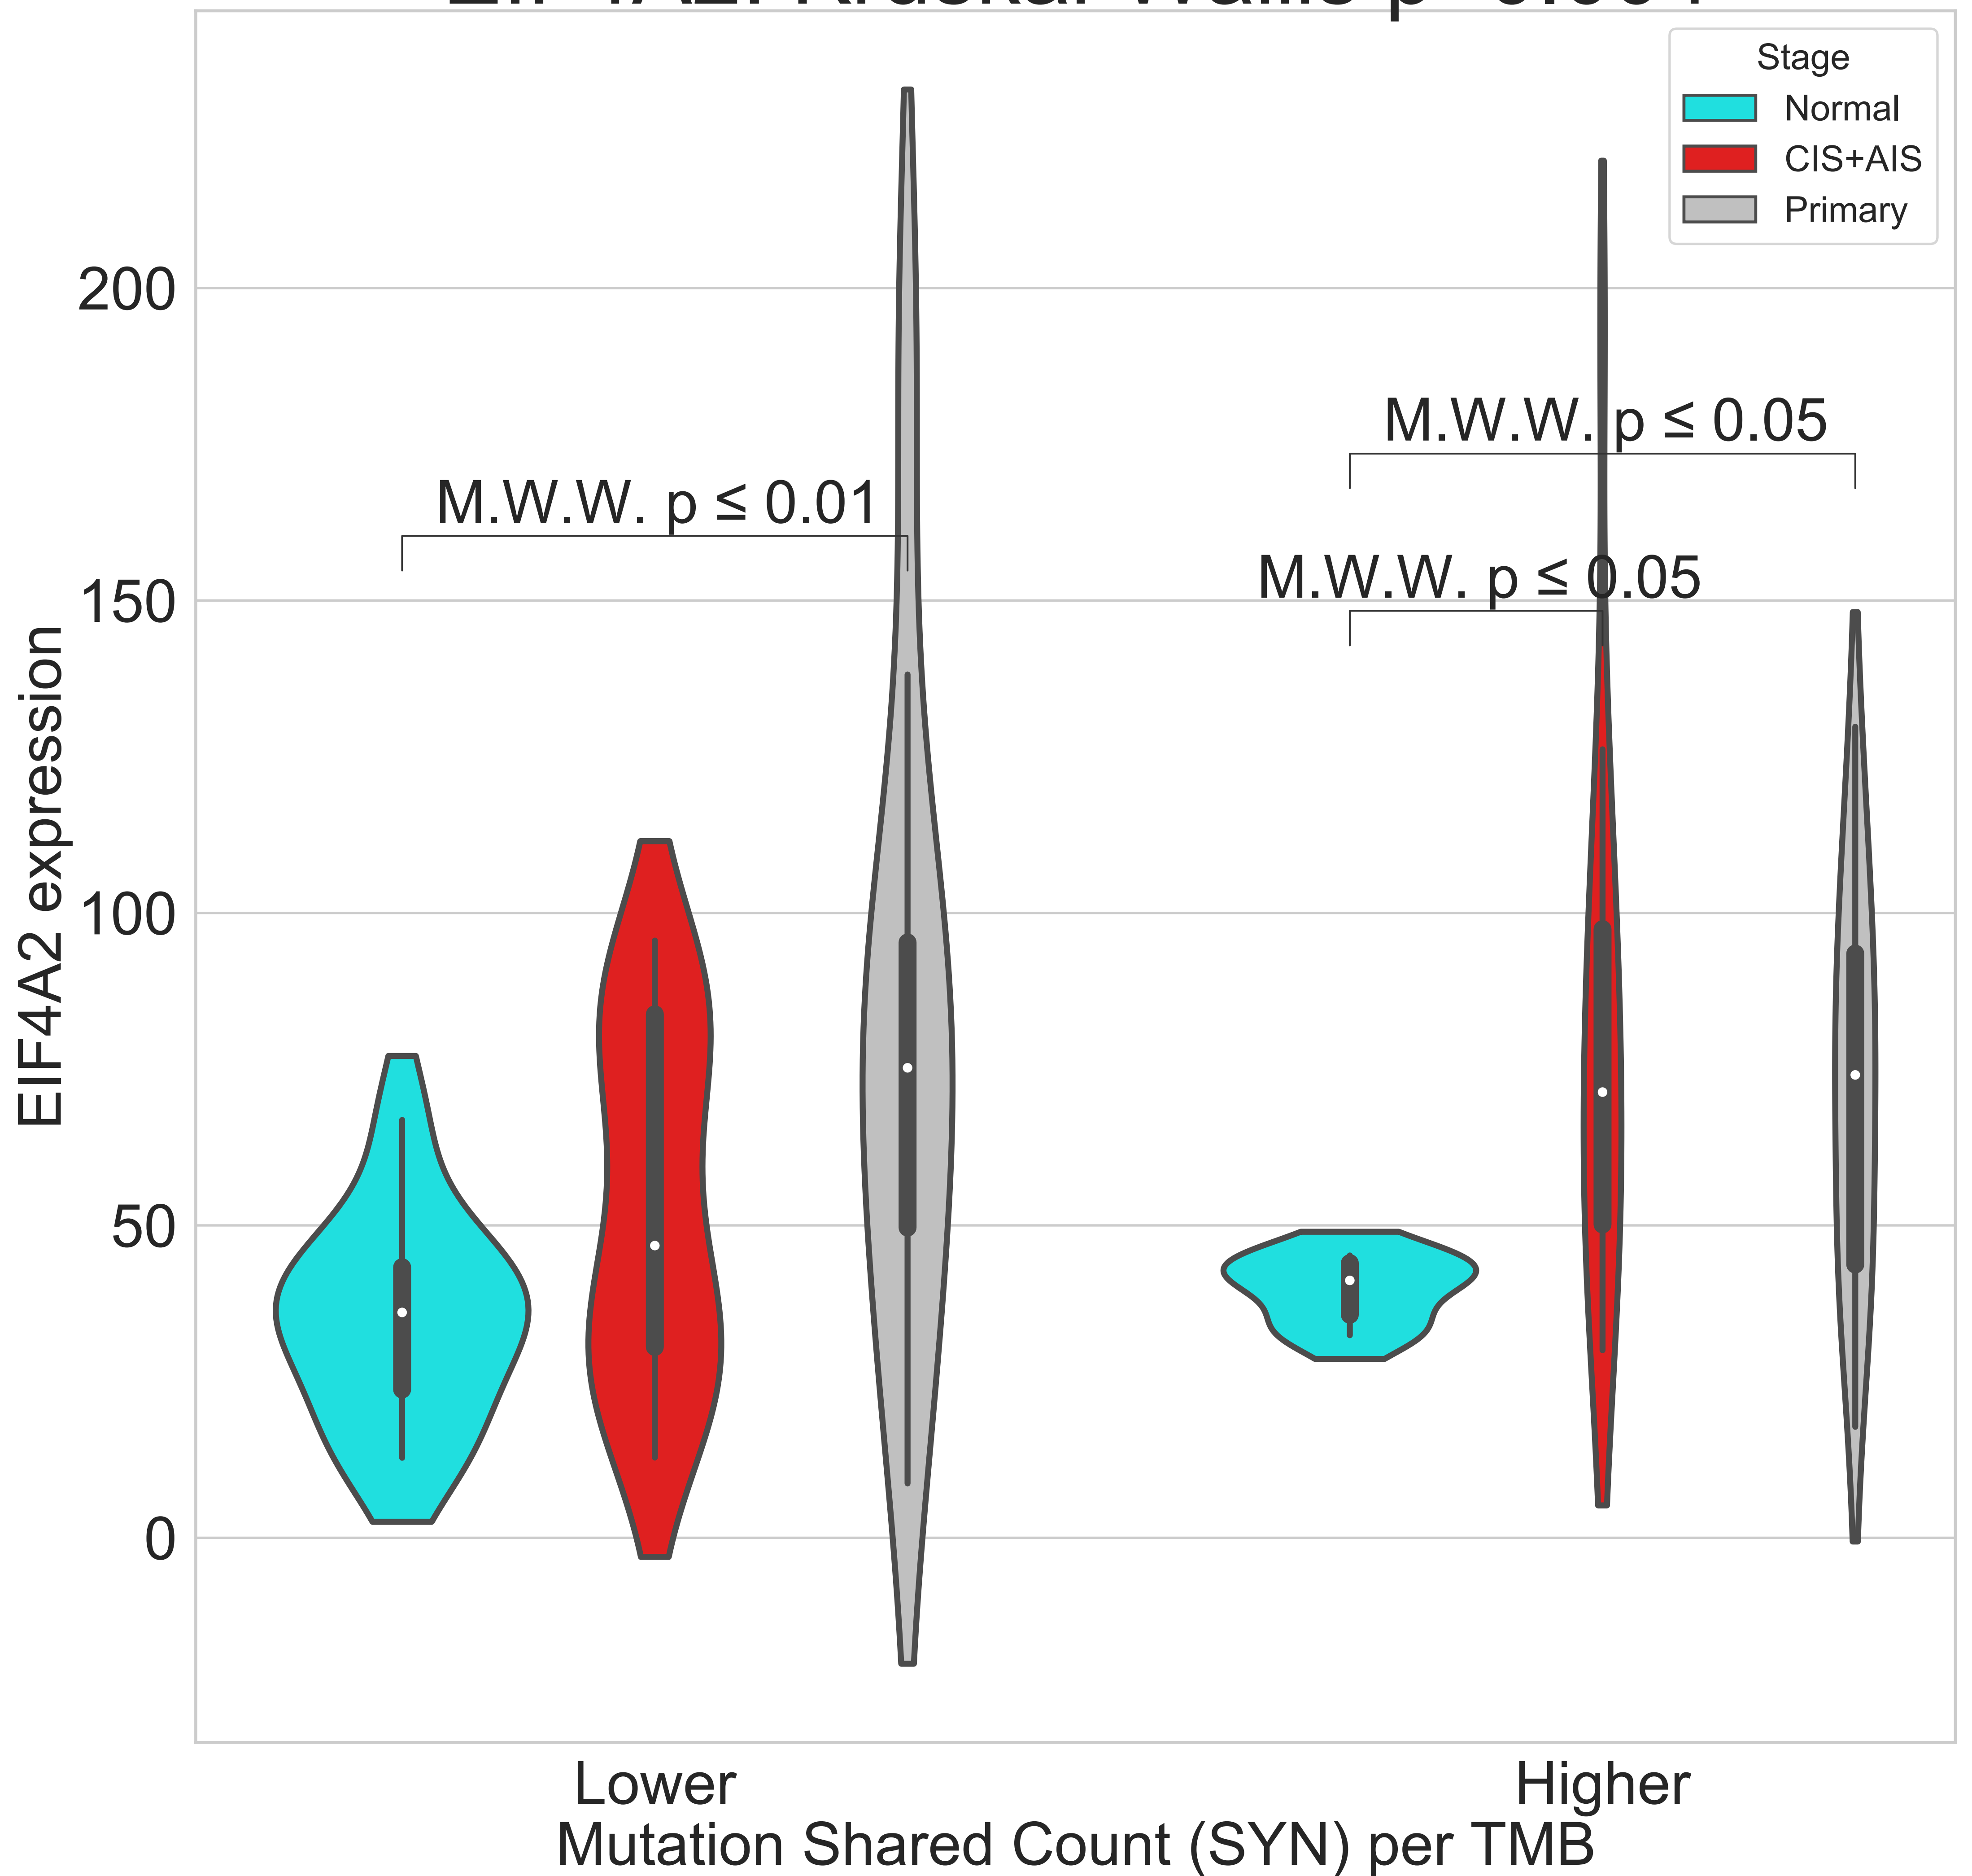 Stage
Normal
CIS+AIS
Primary
200
150
100
50
0
EIF4A2 expression
M.W.W. p ≤ 0.01
M.W.W. p ≤ 0.05
M.W.W. p ≤ 0.05
Lower
Higher
Mutation Shared Count (SYN) per TMB